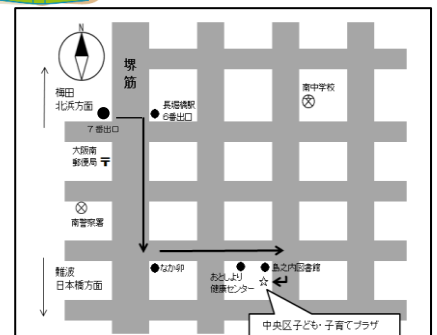 堺
筋
梅田
北浜方面
7番出口
長堀橋駅
6番出口
南中学校
大阪南
郵便局
南警察署
なか卯
おとしより
健康センター
島之内図書館
難波
日本橋方面
中央区子ども・子育てプラザ